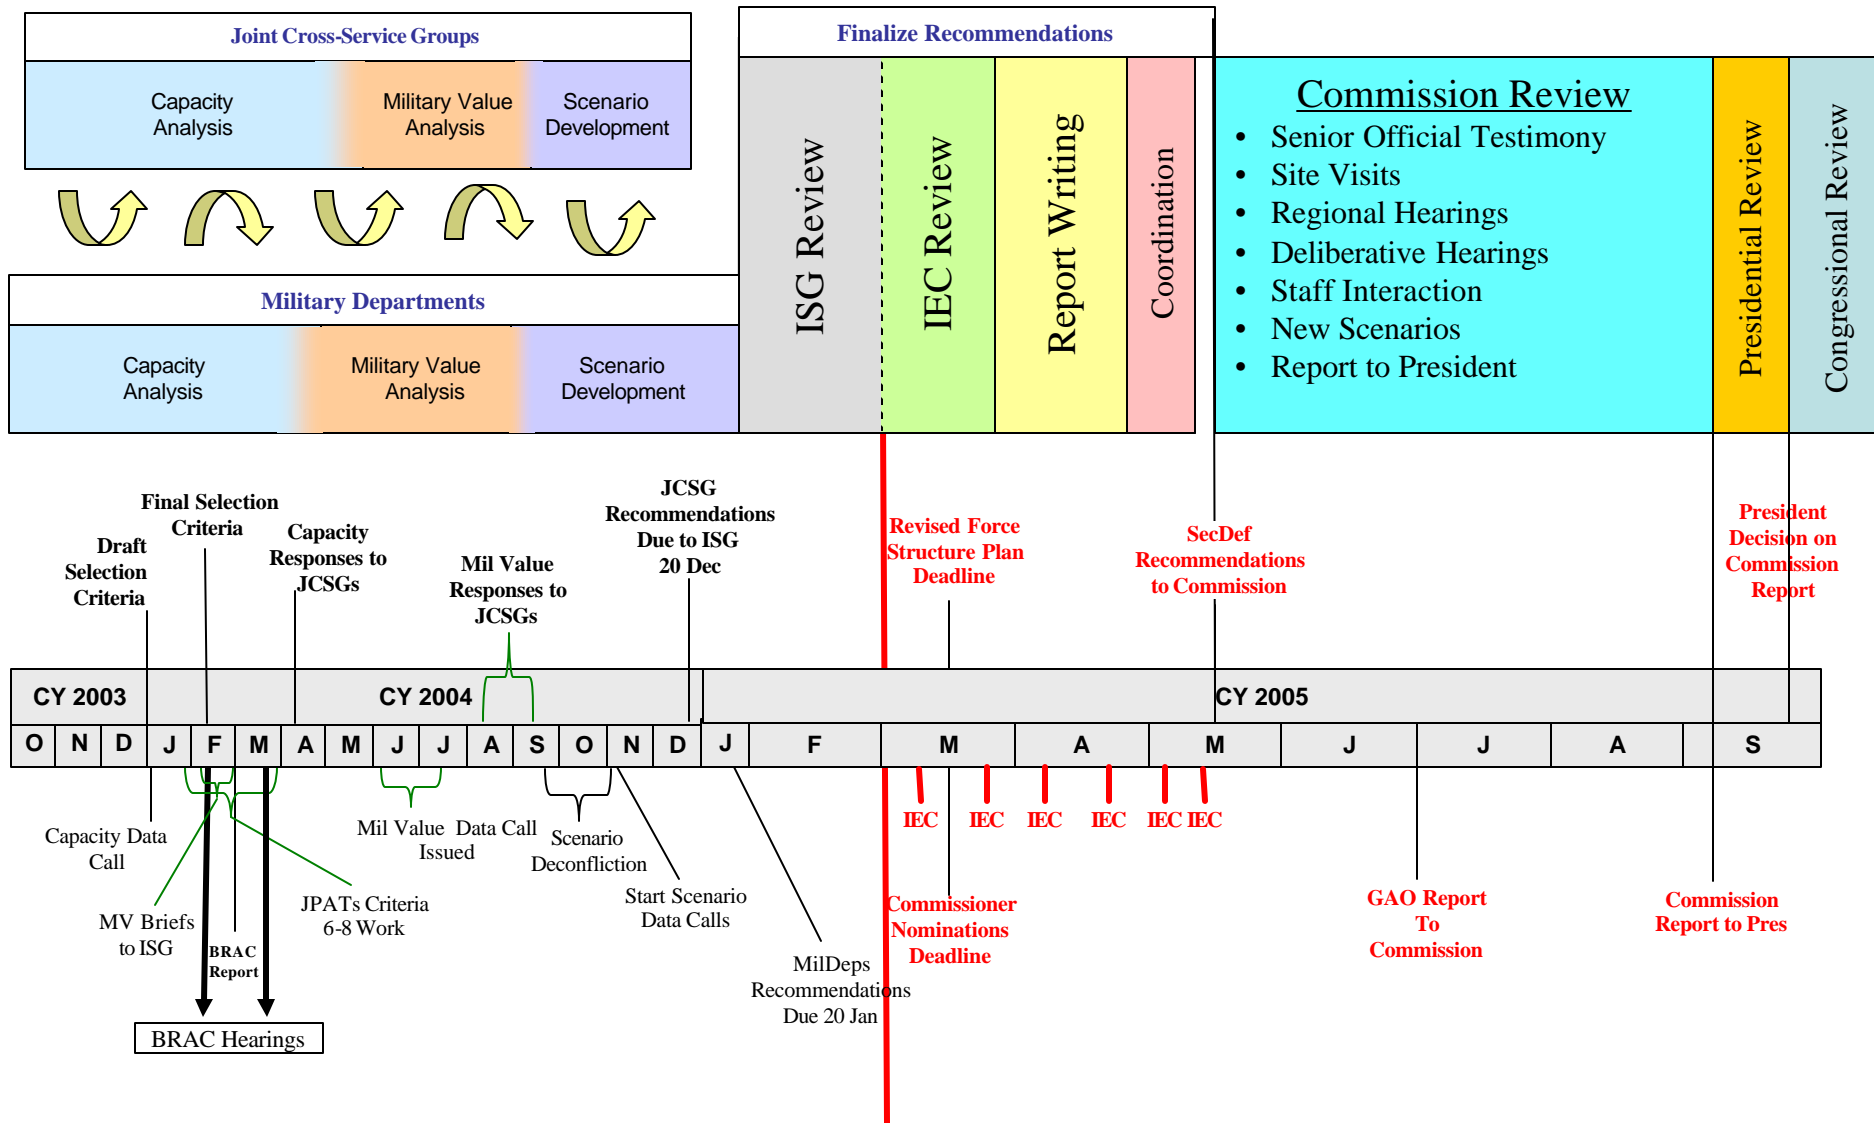 Joint Cross-Service Groups
Capacity
Analysis
Military Value
Analysis
Scenario
Development
Military Departments
Capacity
Analysis
Military Value
Analysis
Scenario
Development
Finalize Recommendations
ISG Review
IEC Review
Report Writing
Coordination
Commission Review
• Senior Official Testimony
• Site Visits
• Regional Hearings
• Deliberative Hearings
• Staff Interaction
• New Scenarios
• Report to President
Presidential Review
Congressional Review
Draft
Selection
Criteria
Final Selection
Criteria
Capacity
Responses to
JCSGs
Mil Value
Responses to
JCSGs
JCSG
Recommendations
Due to ISG
20 Dec
Revised Force
Structure Plan
Deadline
SecDef
Recommendations
to Commission
President
Decision on
Commission
Report
CY 2003
CY 2004
CY 2005
O N D J F M A M J J A S O N D J F M A M J J A S
Capacity Data
Call
MV Briefs
to ISG
BRAC
Report
BRAC Hearings
JPATs Criteria
6-8 Work
Mil Value Data Call
Issued
Scenario
Deconfliction
Start Scenario
Data Calls
MilDeps
Recommendations
Due 20 Jan
IEC IEC IEC IEC IEC IEC
Commissioner
Nominations
Deadline
GAO Report
To
Commission
Commission
Report to Pres